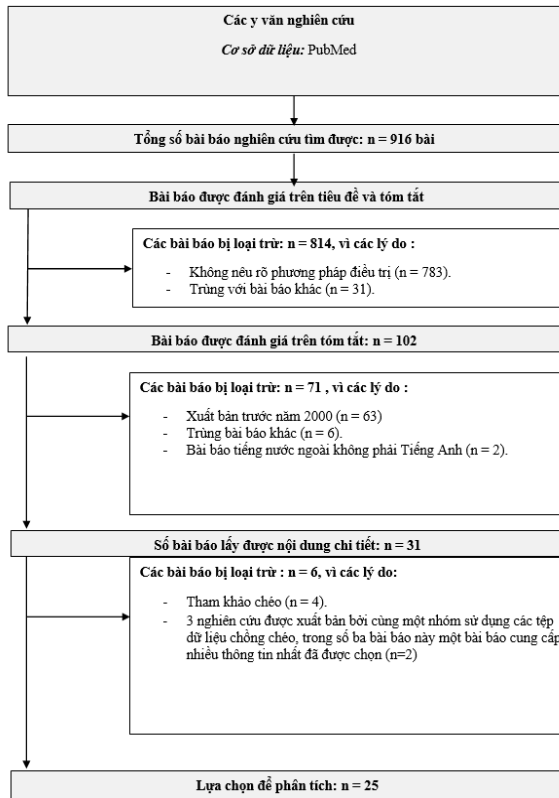 Các y văn nghiên cứu
Cơ sở dữ liệu: PubMed
Tổng số bài báo nghiên cứu tìm được: n = 916 bài
Bài báo được đánh giá trên tiêu đề và tóm tắt
Các bài báo bị loại trừ: n = 814, vì các lý do :
- Không nêu rõ phương pháp điều trị (n = 783).
- Trùng với bài báo khác (n = 31).
Bài báo được đánh giá trên tóm tắt: n = 102
Các bài báo bị loại trừ: n = 71 , vì các lý do :
- Xuất bản trước năm 2000 (n = 63)
- Trùng bài báo khác (n = 6).
- Bài báo tiếng nước ngoài không phải Tiếng Anh (n = 2).
Số bài báo lấy được nội dung chi tiết: n = 31
Các bài báo bị loại trừ : n = 6, vì các lý do:
- Tham khảo chéo (n = 4).
- 3 nghiên cứu được xuất bản bởi cùng một nhóm sử dụng các tệp
dữ liệu chồng chéo, trong số ba bài báo này một bài báo cung cấp
nhiều thông tin nhất đã được chọn (n=2)
Lựa chọn để phân tích: n = 25